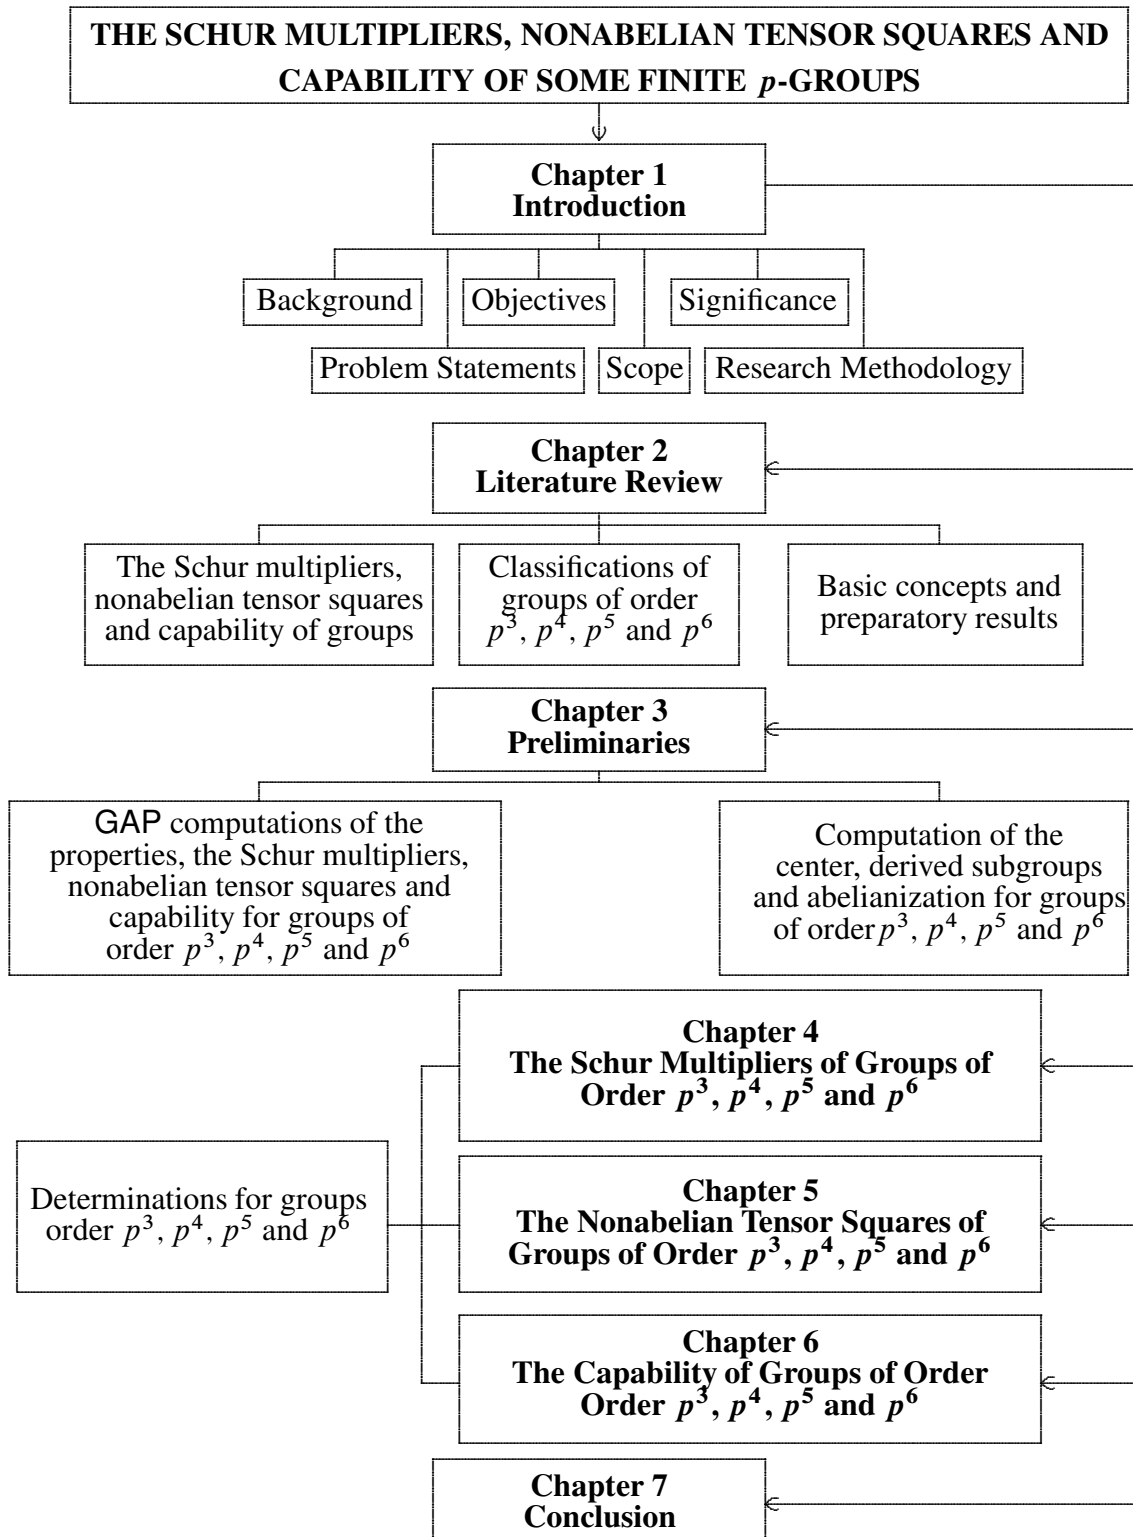 THE SCHUR MULTIPLIERS, NONABELIAN TENSOR SQUARES AND
CAPABILITY OF SOME FINITE p-GROUPS
Chapter 1
Introduction
Background
Objectives
Significance
Problem Statements
Scope
Research Methodology
Chapter 2
Literature Review
The Schur multipliers,
nonabelian tensor squares
and capability of groups
Classifications of
groups of order
p³, p⁴, p⁵ and p⁶
Basic concepts and
preparatory results
Chapter 3
Preliminaries
GAP computations of the
properties, the Schur multipliers,
nonabelian tensor squares and
capability for groups of
order p³, p⁴, p⁵ and p⁶
Computation of the
center, derived subgroups
and abelianization for groups
of order p³, p⁴, p⁵ and p⁶
Chapter 4
The Schur Multipliers of Groups of
Order p³, p⁴, p⁵ and p⁶
Determinations for groups
order p³, p⁴, p⁵ and p⁶
Chapter 5
The Nonabelian Tensor Squares of
Groups of Order p³, p⁴, p⁵ and p⁶
Chapter 6
The Capability of Groups of Order
Order p³, p⁴, p⁵ and p⁶
Chapter 7
Conclusion